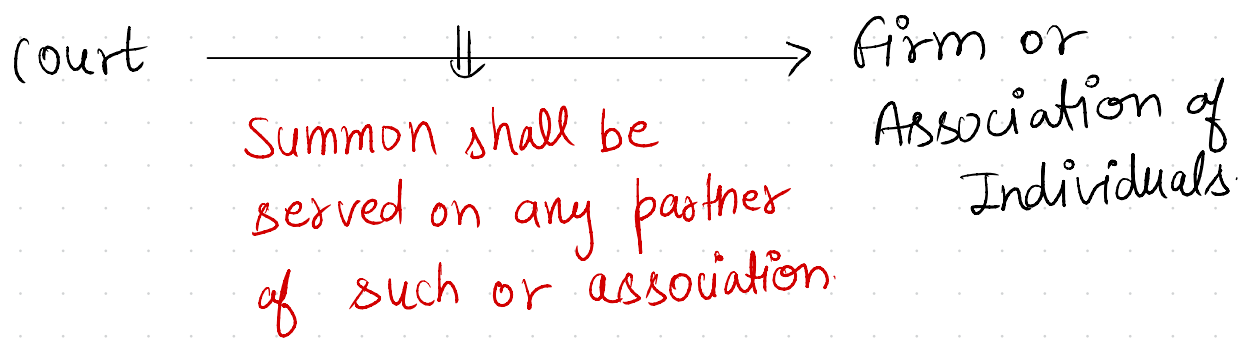 Court
firm or
Association of
Individuals.
Summon shall be
served on any partner
of such or association.